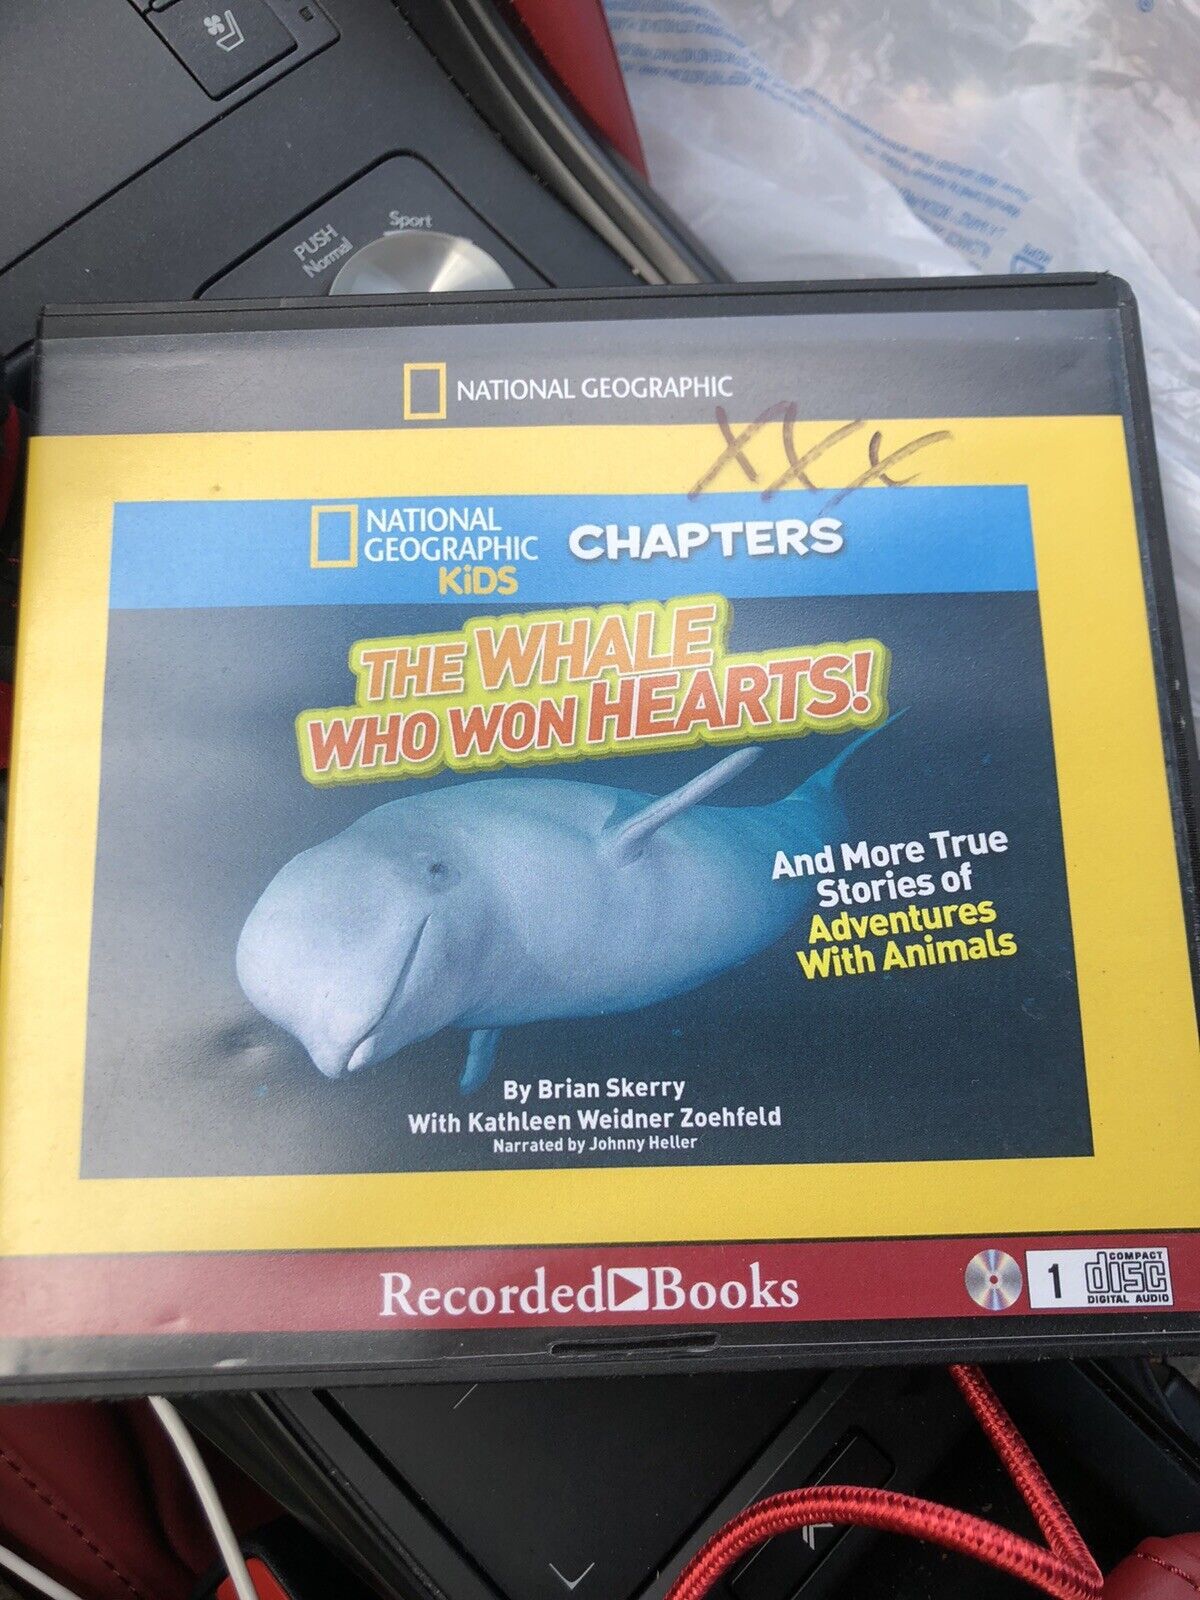 PUSH
Normal
Sport
NATIONAL GEOGRAPHIC
XXX
NATIONAL
GEOGRAPHIC
KiDS
CHAPTERS
THE WHALE
WHO WON HEARTS!
And More True
Stories of
Adventures
With Animals
By Brian Skerry
With Kathleen Weidner Zoehfeld
Narrated by Johnny Heller
Recorded Books
1
COMPACT
disc
DIGITAL AUDIO